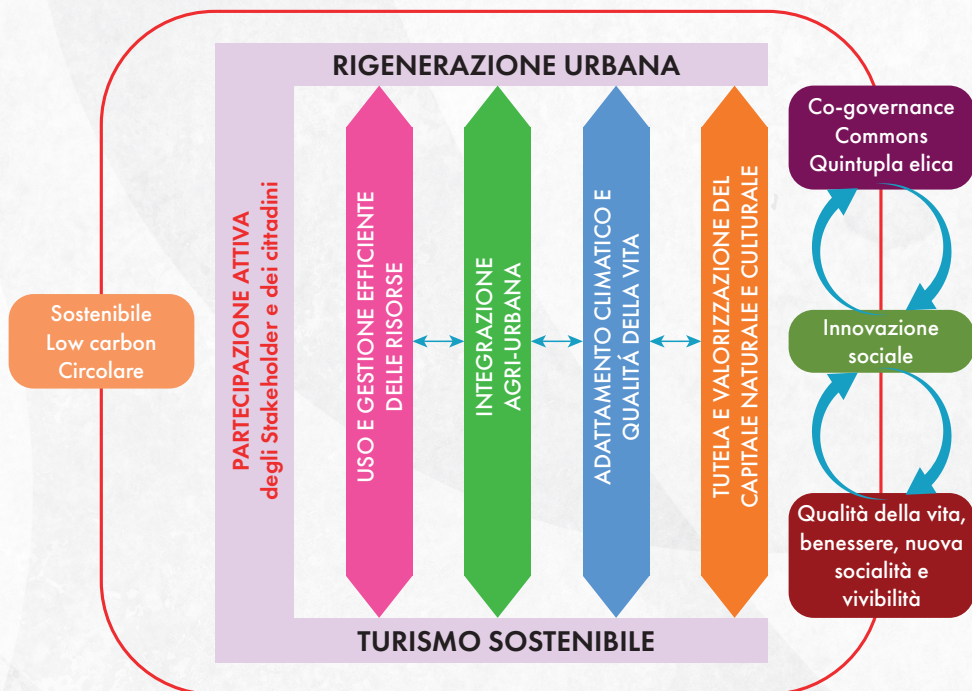 RIGENERAZIONE URBANA
Sostenibile
Low carbon
Circolare
PARTECIPAZIONE ATTIVA
degli Stakeholder e dei cittadini
USO E GESTIONE EFFICIENTE
DELLE RISORSE
INTEGRAZIONE
AGRI-URBANA
ADATTAMENTO CLIMATICO E
QUALITÁ DELLA VITA
TUTELA E VALORIZZAZIONE DEL
CAPITALE NATURALE E CULTURALE
Co-governance
Commons
Quintupla elica
Innovazione
sociale
Qualità della vita,
benessere, nuova
socialità e
vivibilità
TURISMO SOSTENIBILE